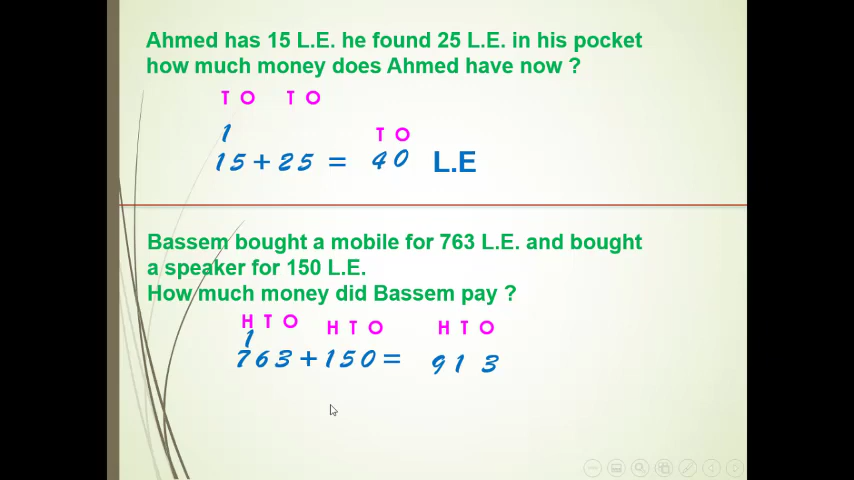 Ahmed has 15 L.E. he found 25 L.E. in his pocket
how much money does Ahmed have now ?
T O T O
1
T O
15+25 = 40 L.E
Bassem bought a mobile for 763 L.E. and bought
a speaker for 150 L.E.
How much money did Bassem pay ?
H T O H T O H T O
1
763+150= 913